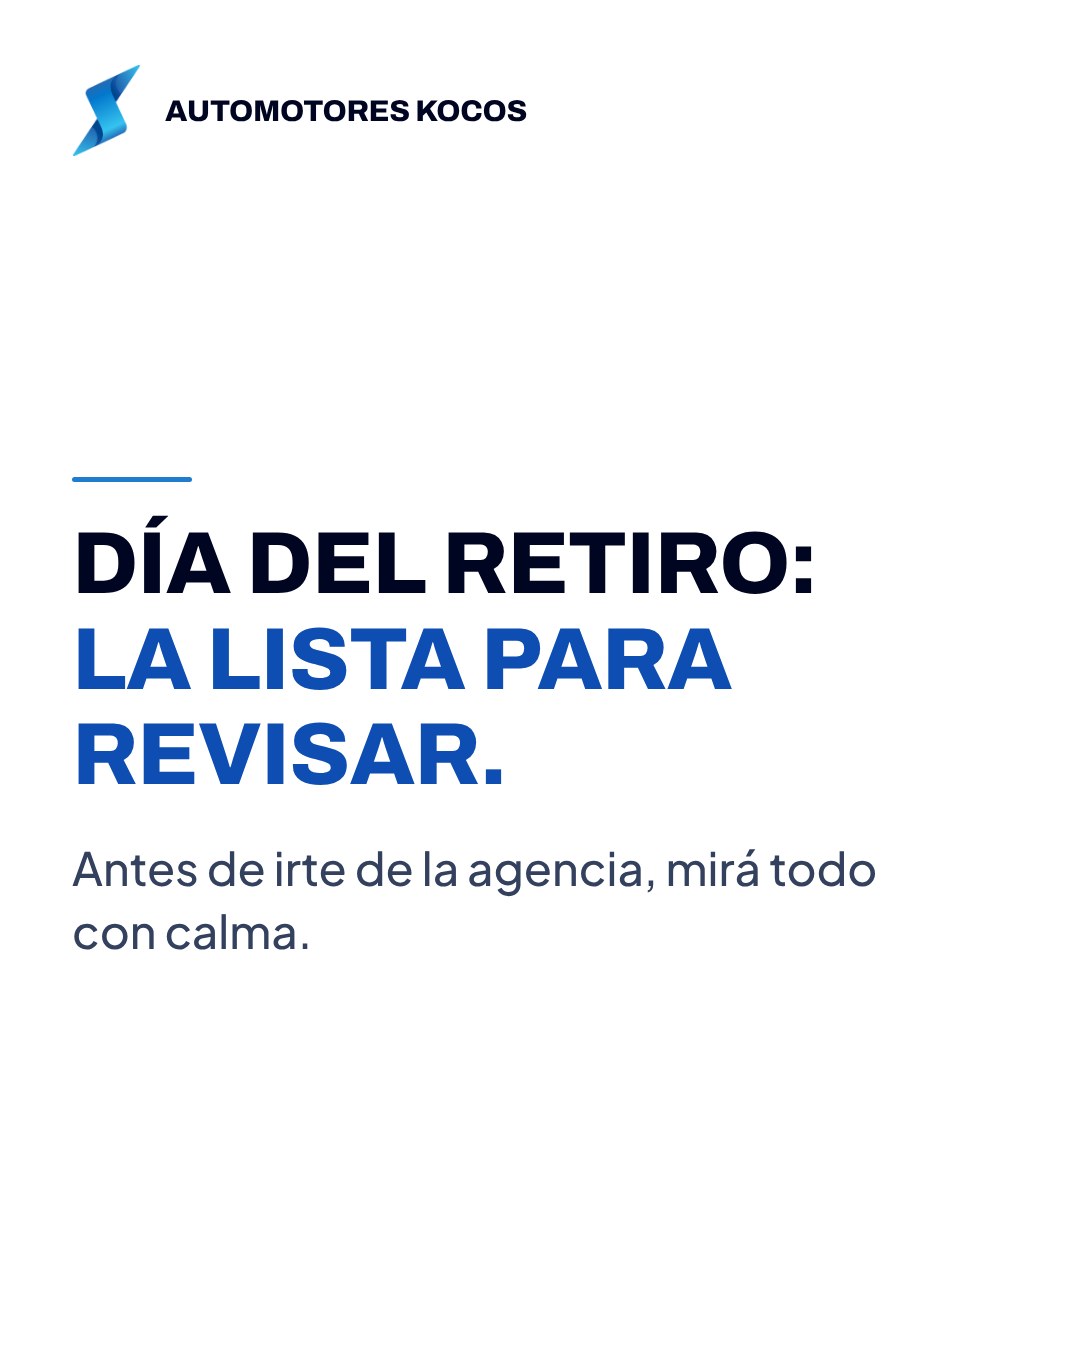 AUTOMOTORES KOCOS
DÍA DEL RETIRO:
LA LISTA PARA
REVISAR.
Antes de irte de la agencia, mirá todo
con calma.